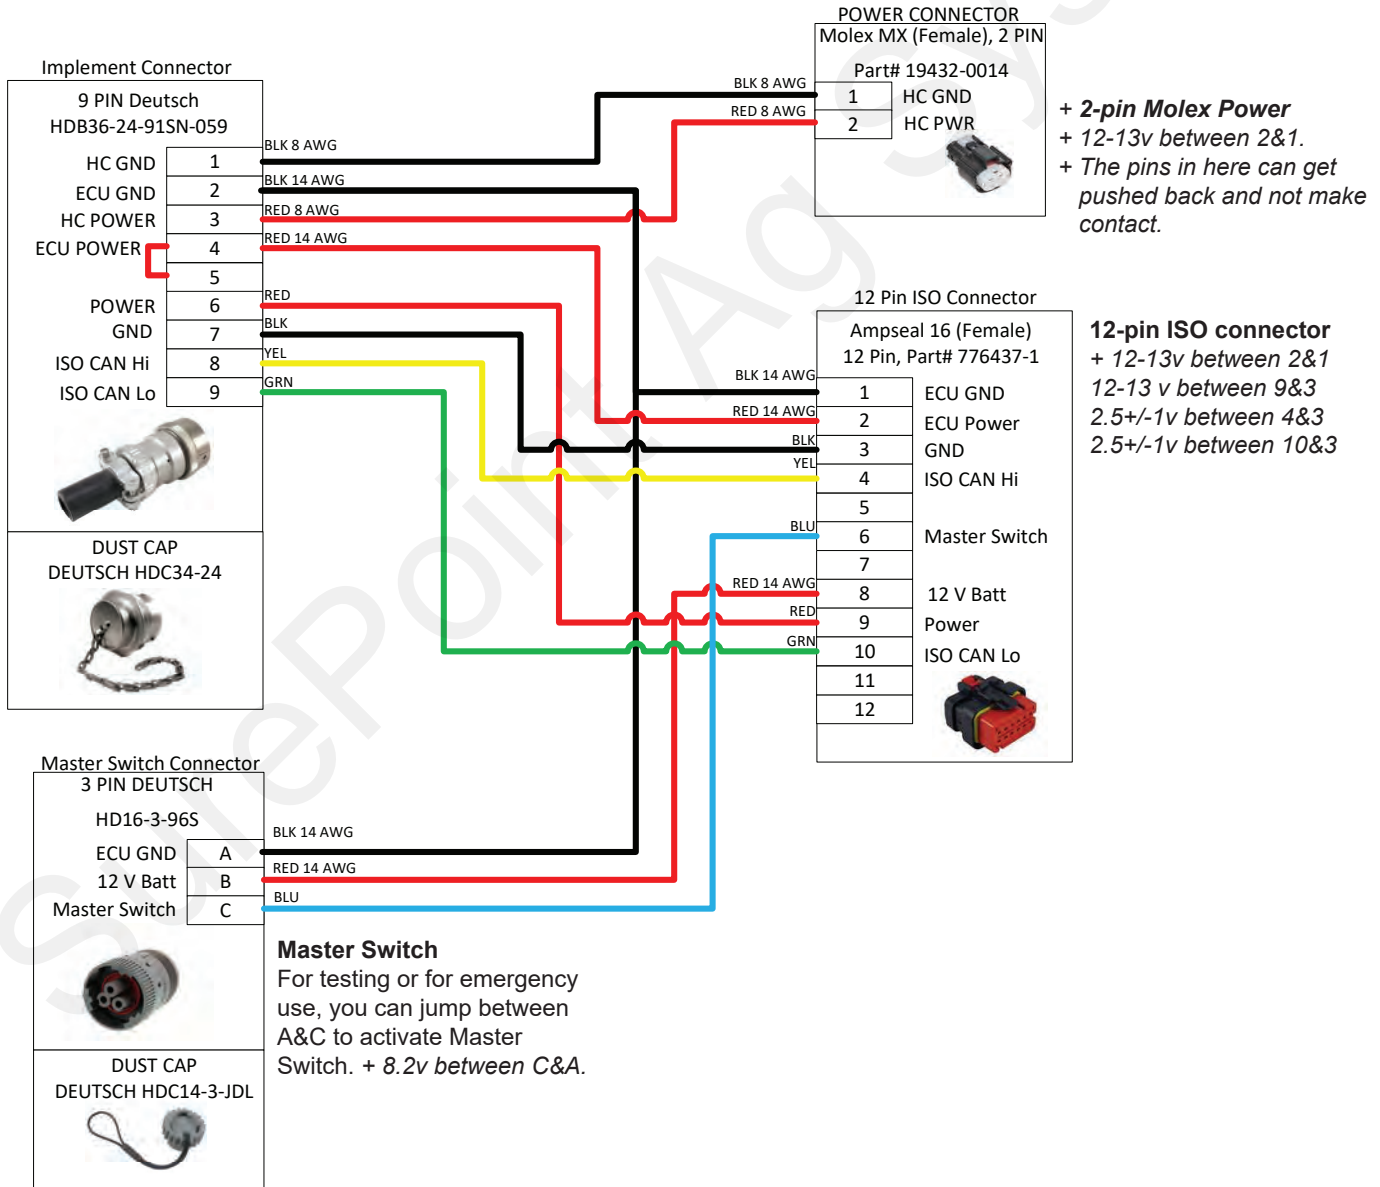 POWER CONNECTOR
Molex MX (Female), 2 PIN
Part# 19432-0014
BLK 8 AWG
1 HC GND
RED 8 AWG
2 HC PWR
+ 2-pin Molex Power
+ 12-13v between 2&1.
+ The pins in here can get
pushed back and not make
contact.
Implement Connector
9 PIN Deutsch
HDB36-24-91SN-059
HC GND 1 BLK 8 AWG
ECU GND 2 BLK 14 AWG
HC POWER 3 RED 8 AWG
ECU POWER 4 RED 14 AWG
5
POWER 6 RED
GND 7 BLK
ISO CAN Hi 8 YEL
ISO CAN Lo 9 GRN
DUST CAP
DEUTSCH HDC34-24
12 Pin ISO Connector
Ampseal 16 (Female)
12 Pin, Part# 776437-1
BLK 14 AWG 1 ECU GND
RED 14 AWG 2 ECU Power
BLK 3 GND
YEL 4 ISO CAN Hi
5
BLU 6 Master Switch
7
RED 14 AWG 8 12 V Batt
RED 9 Power
GRN 10 ISO CAN Lo
11
12
12-pin ISO connector
+ 12-13v between 2&1
12-13 v between 9&3
2.5+/-1v between 4&3
2.5+/-1v between 10&3
Master Switch Connector
3 PIN DEUTSCH
HD16-3-96S
ECU GND A BLK 14 AWG
12 V Batt B RED 14 AWG
Master Switch C BLU
Master Switch
For testing or for emergency
use, you can jump between
A&C to activate Master
Switch. + 8.2v between C&A.
DUST CAP
DEUTSCH HDC14-3-JDL
SurePoint Ag Sys